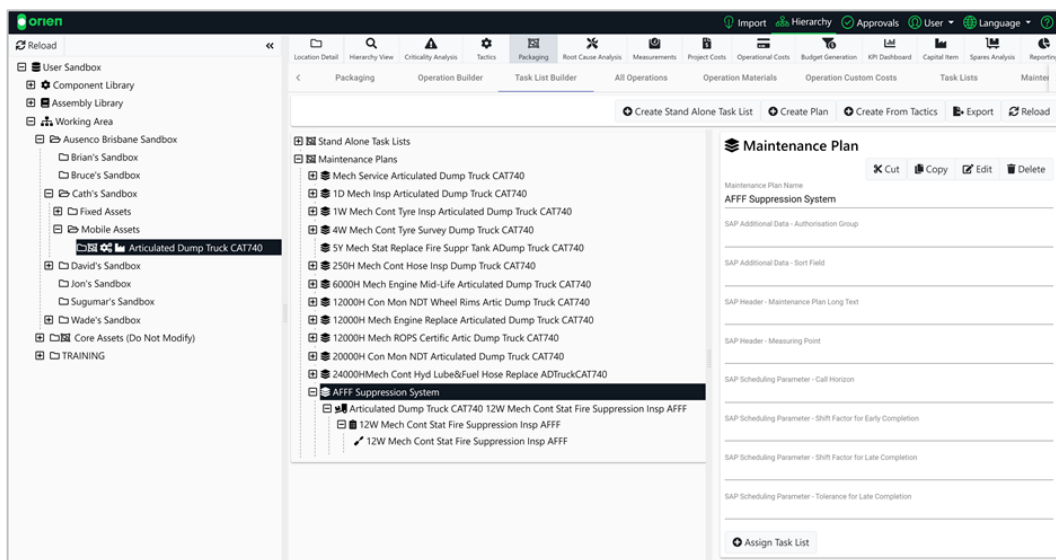 orien
Import Hierarchy Approvals User Language
Reload
User Sandbox
Component Library
Assembly Library
Working Area
Ausenco Brisbane Sandbox
Brian's Sandbox
Bruce's Sandbox
Cath's Sandbox
Fixed Assets
Mobile Assets
Articulated Dump Truck CAT740
David's Sandbox
Jon's Sandbox
Sugumar's Sandbox
Wade's Sandbox
Core Assets (Do Not Modify)
TRAINING
Location Detail Hierarchy View Criticality Analysis Tactics Packaging Root Cause Analysis Measurements Project Costs Operational Costs Budget Generation KPI Dashboard Capital Item Spares Analysis Reporting
Packaging Operation Builder Task List Builder All Operations Operation Materials Operation Custom Costs Task Lists Mainte
Create Stand Alone Task List Create Plan Create From Tactics Export Reload
Stand Alone Task Lists
Maintenance Plans
Mech Service Articulated Dump Truck CAT740
1D Mech Insp Articulated Dump Truck CAT740
1W Mech Cont Tyre Insp Articulated Dump Truck CAT740
4W Mech Cont Tyre Survey Dump Truck CAT740
5Y Mech Stat Replace Fire Suppr Tank ADump Truck CAT740
250H Mech Cont Hose Insp Dump Truck CAT740
6000H Mech Engine Mid-Life Articulated Dump Truck CAT740
12000H Con Mon NDT Wheel Rims Artic Dump Truck CAT740
12000H Mech Engine Replace Articulated Dump Truck CAT740
12000H Mech ROPS Certific Artic Dump Truck CAT740
20000H Con Mon NDT Articulated Dump Truck CAT740
24000HMech Cont Hyd Lube&Fuel Hose Replace ADTruckCAT740
AFFF Suppression System
Articulated Dump Truck CAT740 12W Mech Cont Stat Fire Suppression Insp AFFF
12W Mech Cont Stat Fire Suppression Insp AFFF
12W Mech Cont Stat Fire Suppression Insp AFFF
Maintenance Plan
Cut Copy Edit Delete
Maintenance Plan Name
AFFF Suppression System
SAP Additional Data - Authorisation Group
SAP Additional Data - Sort Field
SAP Header - Maintenance Plan Long Text
SAP Header - Measuring Point
SAP Scheduling Parameter - Call Horizon
SAP Scheduling Parameter - Shift Factor for Early Completion
SAP Scheduling Parameter - Shift Factor for Late Completion
SAP Scheduling Parameter - Tolerance for Late Completion
Assign Task List